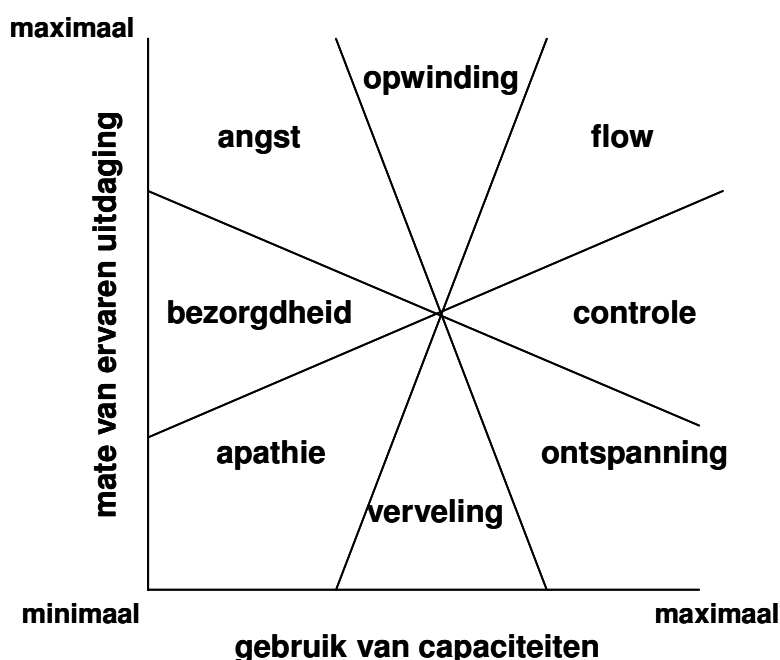 maximaal
opwinding
angst
flow
mate van ervaren uitdaging
bezorgdheid
controle
apathie
ontspanning
verveling
minimaal
maximaal
gebruik van capaciteiten